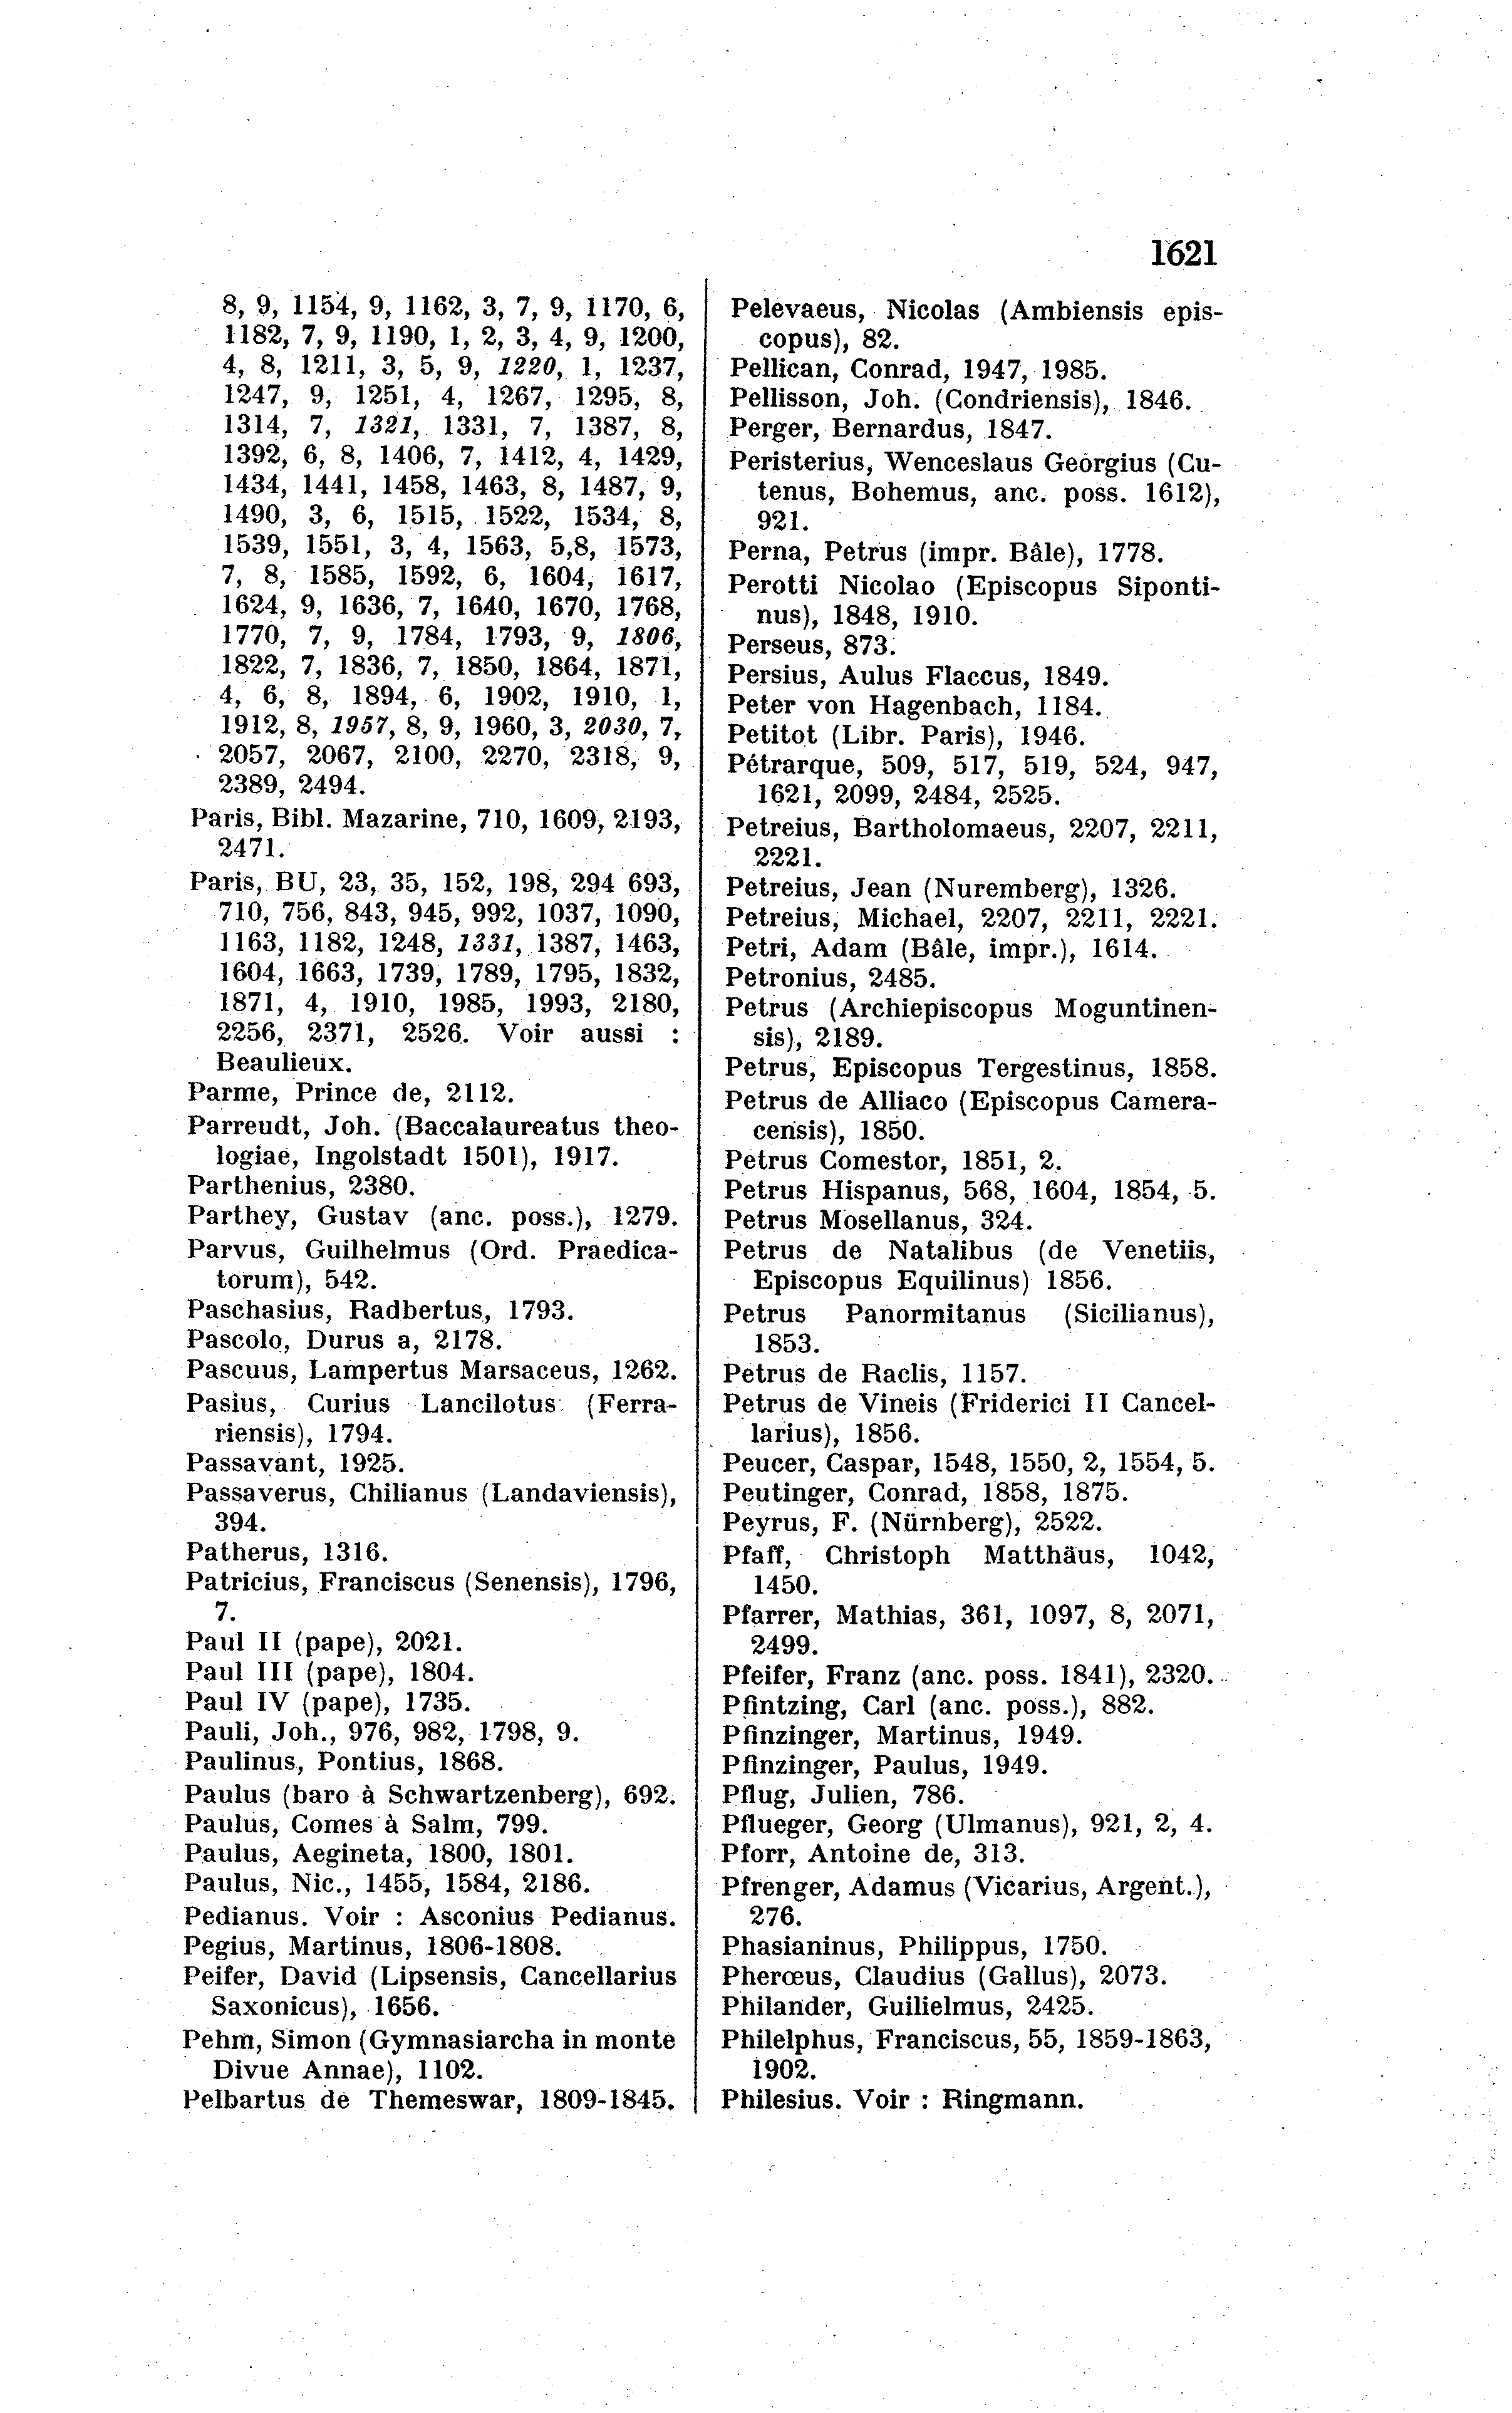 1621
8, 9, 1154, 9, 1162, 3, 7, 9, 1170, 6,
1182, 7, 9, 1190, 1, 2, 3, 4, 9, 1200,
4, 8, 1211, 3, 5, 9, 1220, 1, 1237,
1247, 9, 1251, 4, 1267, 1295, 8,
1314, 7, 1321, 1331, 7, 1387, 8,
1392, 6, 8, 1406, 7, 1412, 4, 1429,
1434, 1441, 1458, 1463, 8, 1487, 9,
1490, 3, 6, 1515, 1522, 1534, 8,
1539, 1551, 3, 4, 1563, 5,8, 1573,
7, 8, 1585, 1592, 6, 1604, 1617,
1624, 9, 1636, 7, 1640, 1670, 1768,
1770, 7, 9, 1784, 1793, 9, 1806,
1822, 7, 1836, 7, 1850, 1864, 1871,
4, 6, 8, 1894, 6, 1902, 1910, 1,
1912, 8, 1957, 8, 9, 1960, 3, 2030, 7,
2057, 2067, 2100, 2270, 2318, 9,
2389, 2494.
Paris, Bibl. Mazarine, 710, 1609, 2193,
2471.
Paris, BU, 23, 35, 152, 198, 294 693,
710, 756, 843, 945, 992, 1037, 1090,
1163, 1182, 1248, 1331, 1387, 1463,
1604, 1663, 1739, 1789, 1795, 1832,
1871, 4, 1910, 1985, 1993, 2180,
2256, 2371, 2526. Voir aussi :
Beaulieux.
Parme, Prince de, 2112.
Parreudt, Joh. (Baccalaureatus theo-
logiae, Ingolstadt 1501), 1917.
Parthenius, 2380.
Parthey, Gustav (anc. poss.), 1279.
Parvus, Guilhelmus (Ord. Praedica-
torum), 542.
Paschasius, Radbertus, 1793.
Pascolo, Durus a, 2178.
Pascuus, Lampertus Marsaceus, 1262.
Pasius, Curius Lancilotus (Ferra-
riensis), 1794.
Passavant, 1925.
Passaverus, Chilianus (Landaviensis),
394.
Patherus, 1316.
Patricius, Franciscus (Senensis), 1796,
7.
Paul II (pape), 2021.
Paul III (pape), 1804.
Paul IV (pape), 1735.
Pauli, Joh., 976, 982, 1798, 9.
Paulinus, Pontius, 1868.
Paulus (baro à Schwartzenberg), 692.
Paulus, Comes à Salm, 799.
Paulus, Aegineta, 1800, 1801.
Paulus, Nic., 1455, 1584, 2186.
Pedianus. Voir : Asconius Pedianus.
Pegius, Martinus, 1806-1808.
Peifer, David (Lipsensis, Cancellarius
Saxonicus), 1656.
Pehm, Simon (Gymnasiarcha in monte
Divue Annae), 1102.
Pelbartus de Themeswar, 1809-1845.
Pelevaeus, Nicolas (Ambiensis epis-
copus), 82.
Pellican, Conrad, 1947, 1985.
Pellisson, Joh. (Condriensis), 1846.
Perger, Bernardus, 1847.
Peristerius, Wenceslaus Georgius (Cu-
tenus, Bohemus, anc. poss. 1612),
921.
Perna, Petrus (impr. Bâle), 1778.
Perotti Nicolao (Episcopus Siponti-
nus), 1848, 1910.
Perseus, 873.
Persius, Aulus Flaccus, 1849.
Peter von Hagenbach, 1184.
Petitot (Libr. Paris), 1946.
Pétrarque, 509, 517, 519, 524, 947,
1621, 2099, 2484, 2525.
Petreius, Bartholomaeus, 2207, 2211,
2221.
Petreius, Jean (Nuremberg), 1326.
Petreius, Michael, 2207, 2211, 2221.
Petri, Adam (Bâle, impr.), 1614.
Petronius, 2485.
Petrus (Archiepiscopus Moguntinen-
sis), 2189.
Petrus, Episcopus Tergestinus, 1858.
Petrus de Alliaco (Episcopus Camera-
censis), 1850.
Petrus Comestor, 1851, 2.
Petrus Hispanus, 568, 1604, 1854, 5.
Petrus Mosellanus, 324.
Petrus de Natalibus (de Venetiis,
Episcopus Equilinus) 1856.
Petrus Panormitanus (Sicilianus),
1853.
Petrus de Raclis, 1157.
Petrus de Vineis (Friderici II Cancel-
larius), 1856.
Peucer, Caspar, 1548, 1550, 2, 1554, 5.
Peutinger, Conrad, 1858, 1875.
Peyrus, F. (Nürnberg), 2522.
Pfaff, Christoph Matthäus, 1042,
1450.
Pfarrer, Mathias, 361, 1097, 8, 2071,
2499.
Pfeifer, Franz (anc. poss. 1841), 2320.
Pfintzing, Carl (anc. poss.), 882.
Pfinzinger, Martinus, 1949.
Pfinzinger, Paulus, 1949.
Pflug, Julien, 786.
Pflueger, Georg (Ulmanus), 921, 2, 4.
Pforr, Antoine de, 313.
Pfrenger, Adamus (Vicarius, Argent.),
276.
Phasianinus, Philippus, 1750.
Pherœus, Claudius (Gallus), 2073.
Philander, Guilielmus, 2425.
Philelphus, Franciscus, 55, 1859-1863,
1902.
Philesius. Voir : Ringmann.